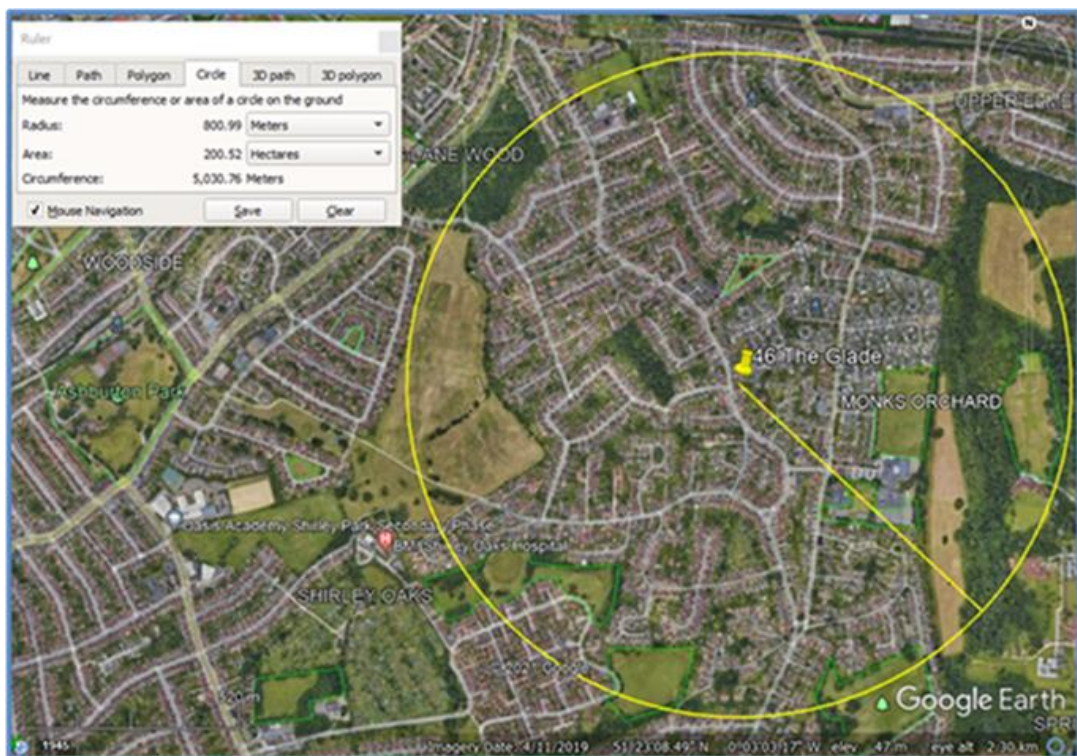 Ruler
Line Path Polygon Circle 3D path 3D polygon
Measure the circumference or area of a circle on the ground
Radius: 800.99 Meters
Area: 200.52 Hectares
Circumference: 5,030.76 Meters
Mouse Navigation Save Clear
N
LANE WOOD
WOODSIDE
46 The Glade
Ashburton Park
MONKS ORCHARD
Oasis Academy Shirley Park Secondary Phase
BMI Shirley Oaks Hospital
SHIRLEY OAKS
Google Earth
1945
Imagery Date: 4/11/2019 51°23'08.49" N 0°03'03.17" W elev 47 m eye alt 2.30 km